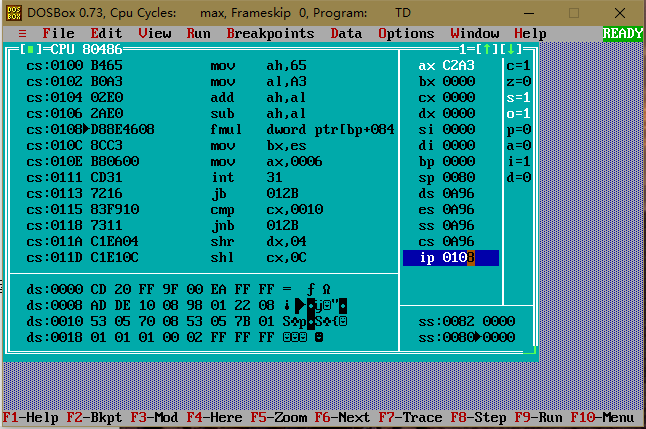 DOSBox 0.73, Cpu Cycles: max, Frameskip 0, Program: TD
≡ File Edit View Run Breakpoints Data Options Window Help READY
[■]=CPU 80486 1=[↑][↓]
cs:0100 B465 mov ah,65 ax C2A3 c=1
cs:0102 B0A3 mov al,A3 bx 0000 z=0
cs:0104 02E0 add ah,al cx 0000 s=1
cs:0106 2AE0 sub ah,al dx 0000 o=1
cs:0108►D88E4608 fmul dword ptr[bp+084 si 0000 p=0
cs:010C 8CC3 mov bx,es di 0000 a=0
cs:010E B80600 mov ax,0006 bp 0000 i=1
cs:0111 CD31 int 31 sp 0080 d=0
cs:0113 7216 jb 012B ds 0A96
cs:0115 83F910 cmp cx,0010 es 0A96
cs:0118 7311 jnb 012B ss 0A96
cs:011A C1EA04 shr dx,04 cs 0A96
cs:011D C1E10C shl cx,0C ip 0108
ds:0000 CD 20 FF 9F 00 EA FF FF = ƒ Ω
ds:0008 AD DE 10 08 98 01 22 08
ds:0010 53 05 70 08 53 05 7B 01 ss:0082 0000
ds:0018 01 01 01 00 02 FF FF FF ss:0080►0000
F1-Help F2-Bkpt F3-Mod F4-Here F5-Zoom F6-Next F7-Trace F8-Step F9-Run F10-Menu